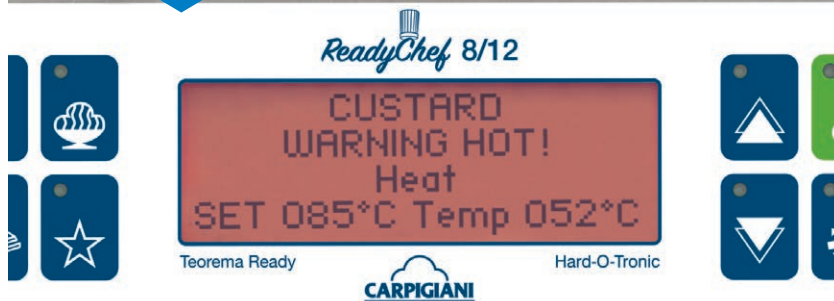 ReadyChef 8/12
CUSTARD
WARNING HOT!
Heat
SET 085°C Temp 052°C
Teorema Ready
Hard-O-Tronic
CARPIGIANI